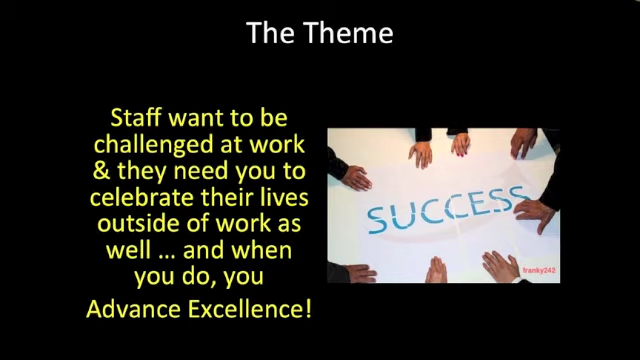 The Theme
Staff want to be
challenged at work
& they need you to
celebrate their lives
outside of work as
well … and when
you do, you
Advance Excellence!
SUCCESS
franky242